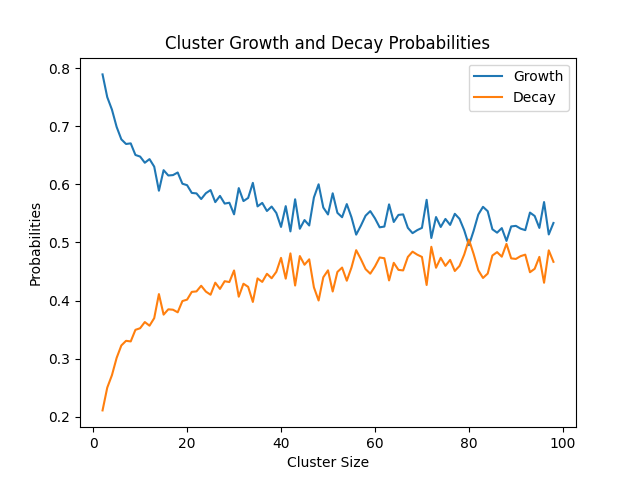 Cluster Growth and Decay Probabilities
Growth
Decay
0.8
0.7
0.6
0.5
0.4
0.3
0.2
Probabilities
0
20
40
60
80
100
Cluster Size